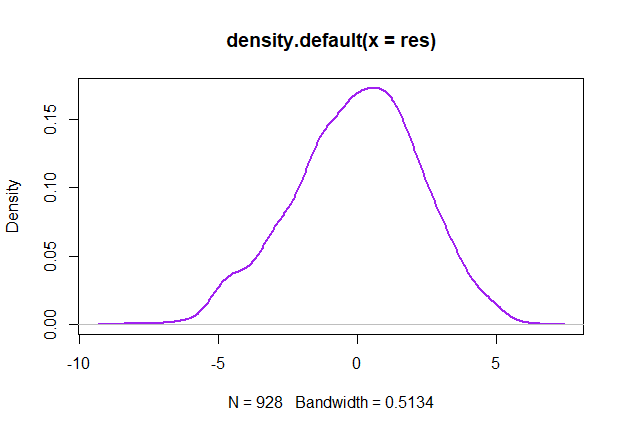 density.default(x = res)
Density
0.15
0.10
0.05
0.00
-10
-5
0
5
N = 928   Bandwidth = 0.5134